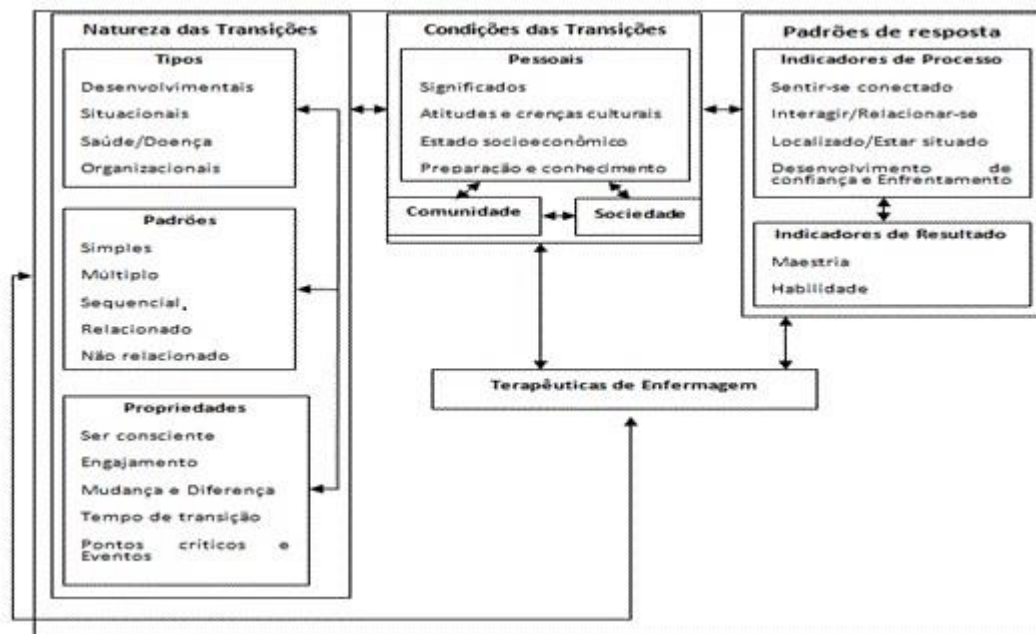 Natureza das Transições
Tipos
Desenvolvimentais
Situacionais
Saúde/Doença
Organizacionais
Padrões
Simples
Múltiplo
Sequencial
Relacionado
Não relacionado
Propriedades
Ser consciente
Engajamento
Mudança e Diferença
Tempo de transição
Pontos críticos e
Eventos
Condições das Transições
Pessoais
Significados
Atitudes e crenças culturais
Estado socioeconômico
Preparação e conhecimento
Comunidade
Sociedade
Padrões de resposta
Indicadores de Processo
Sentir-se conectado
Interagir/Relacionar-se
Localizado/Estar situado
Desenvolvimento de
confiança e Enfrentamento
Indicadores de Resultado
Maestria
Habilidade
Terapêuticas de Enfermagem